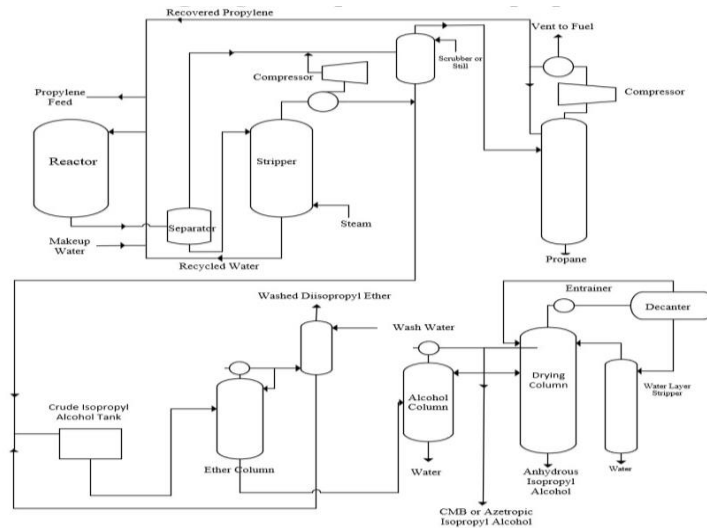 Recovered Propylene
Vent to Fuel
Scrubber or
Still
Compressor
Propylene
Feed
Compressor
Reactor
Stripper
Separator
Steam
Makeup
Water
Recycled Water
Propane
Washed Diisopropyl Ether
Entrainer
Decanter
Wash Water
Drying
Column
Alcohol
Column
Water Layer
Stripper
Crude Isopropyl
Alcohol Tank
Ether Column
Water
Anhydrous
Isopropyl
Alcohol
Water
CMB or Azetropic
Isopropyl Alcohol